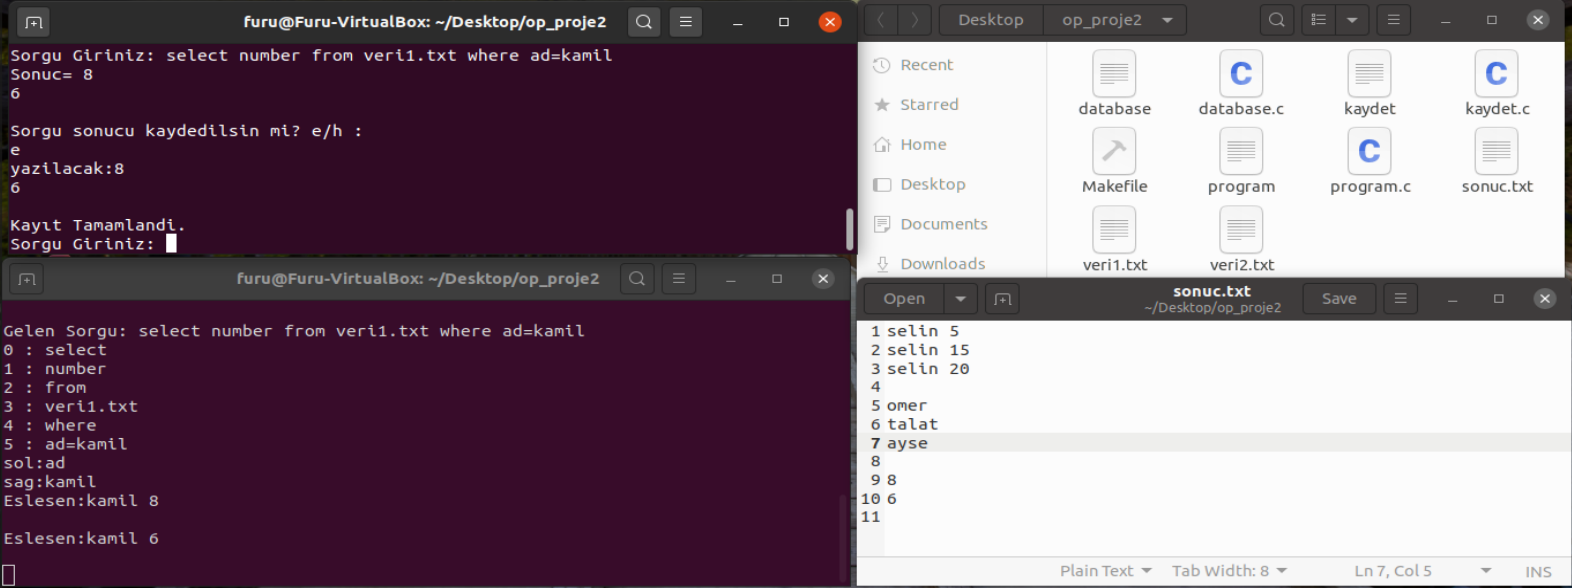 furu@Furu-VirtualBox: ~/Desktop/op_proje2
Sorgu Giriniz: select number from veri1.txt where ad=kamil
Sonuc= 8
6
Sorgu sonucu kaydedilsin mi? e/h :
e
yazilacak:8
6
Kayıt Tamamlandi.
Sorgu Giriniz:
furu@Furu-VirtualBox: ~/Desktop/op_proje2
Gelen Sorgu: select number from veri1.txt where ad=kamil
0 : select
1 : number
2 : from
3 : veri1.txt
4 : where
5 : ad=kamil
sol:ad
sag:kamil
Eslesen:kamil 8
Eslesen:kamil 6
Desktop op_proje2
Recent
Starred
Home
Desktop
Documents
Downloads
database database.c kaydet kaydet.c
Makefile program program.c sonuc.txt
veri1.txt veri2.txt
Open sonuc.txt Save
~/Desktop/op_proje2
1 selin 5
2 selin 15
3 selin 20
4
5 omer
6 talat
7 ayse
8
9 8
10 6
11
Plain Text Tab Width: 8 Ln 7, Col 5 INS